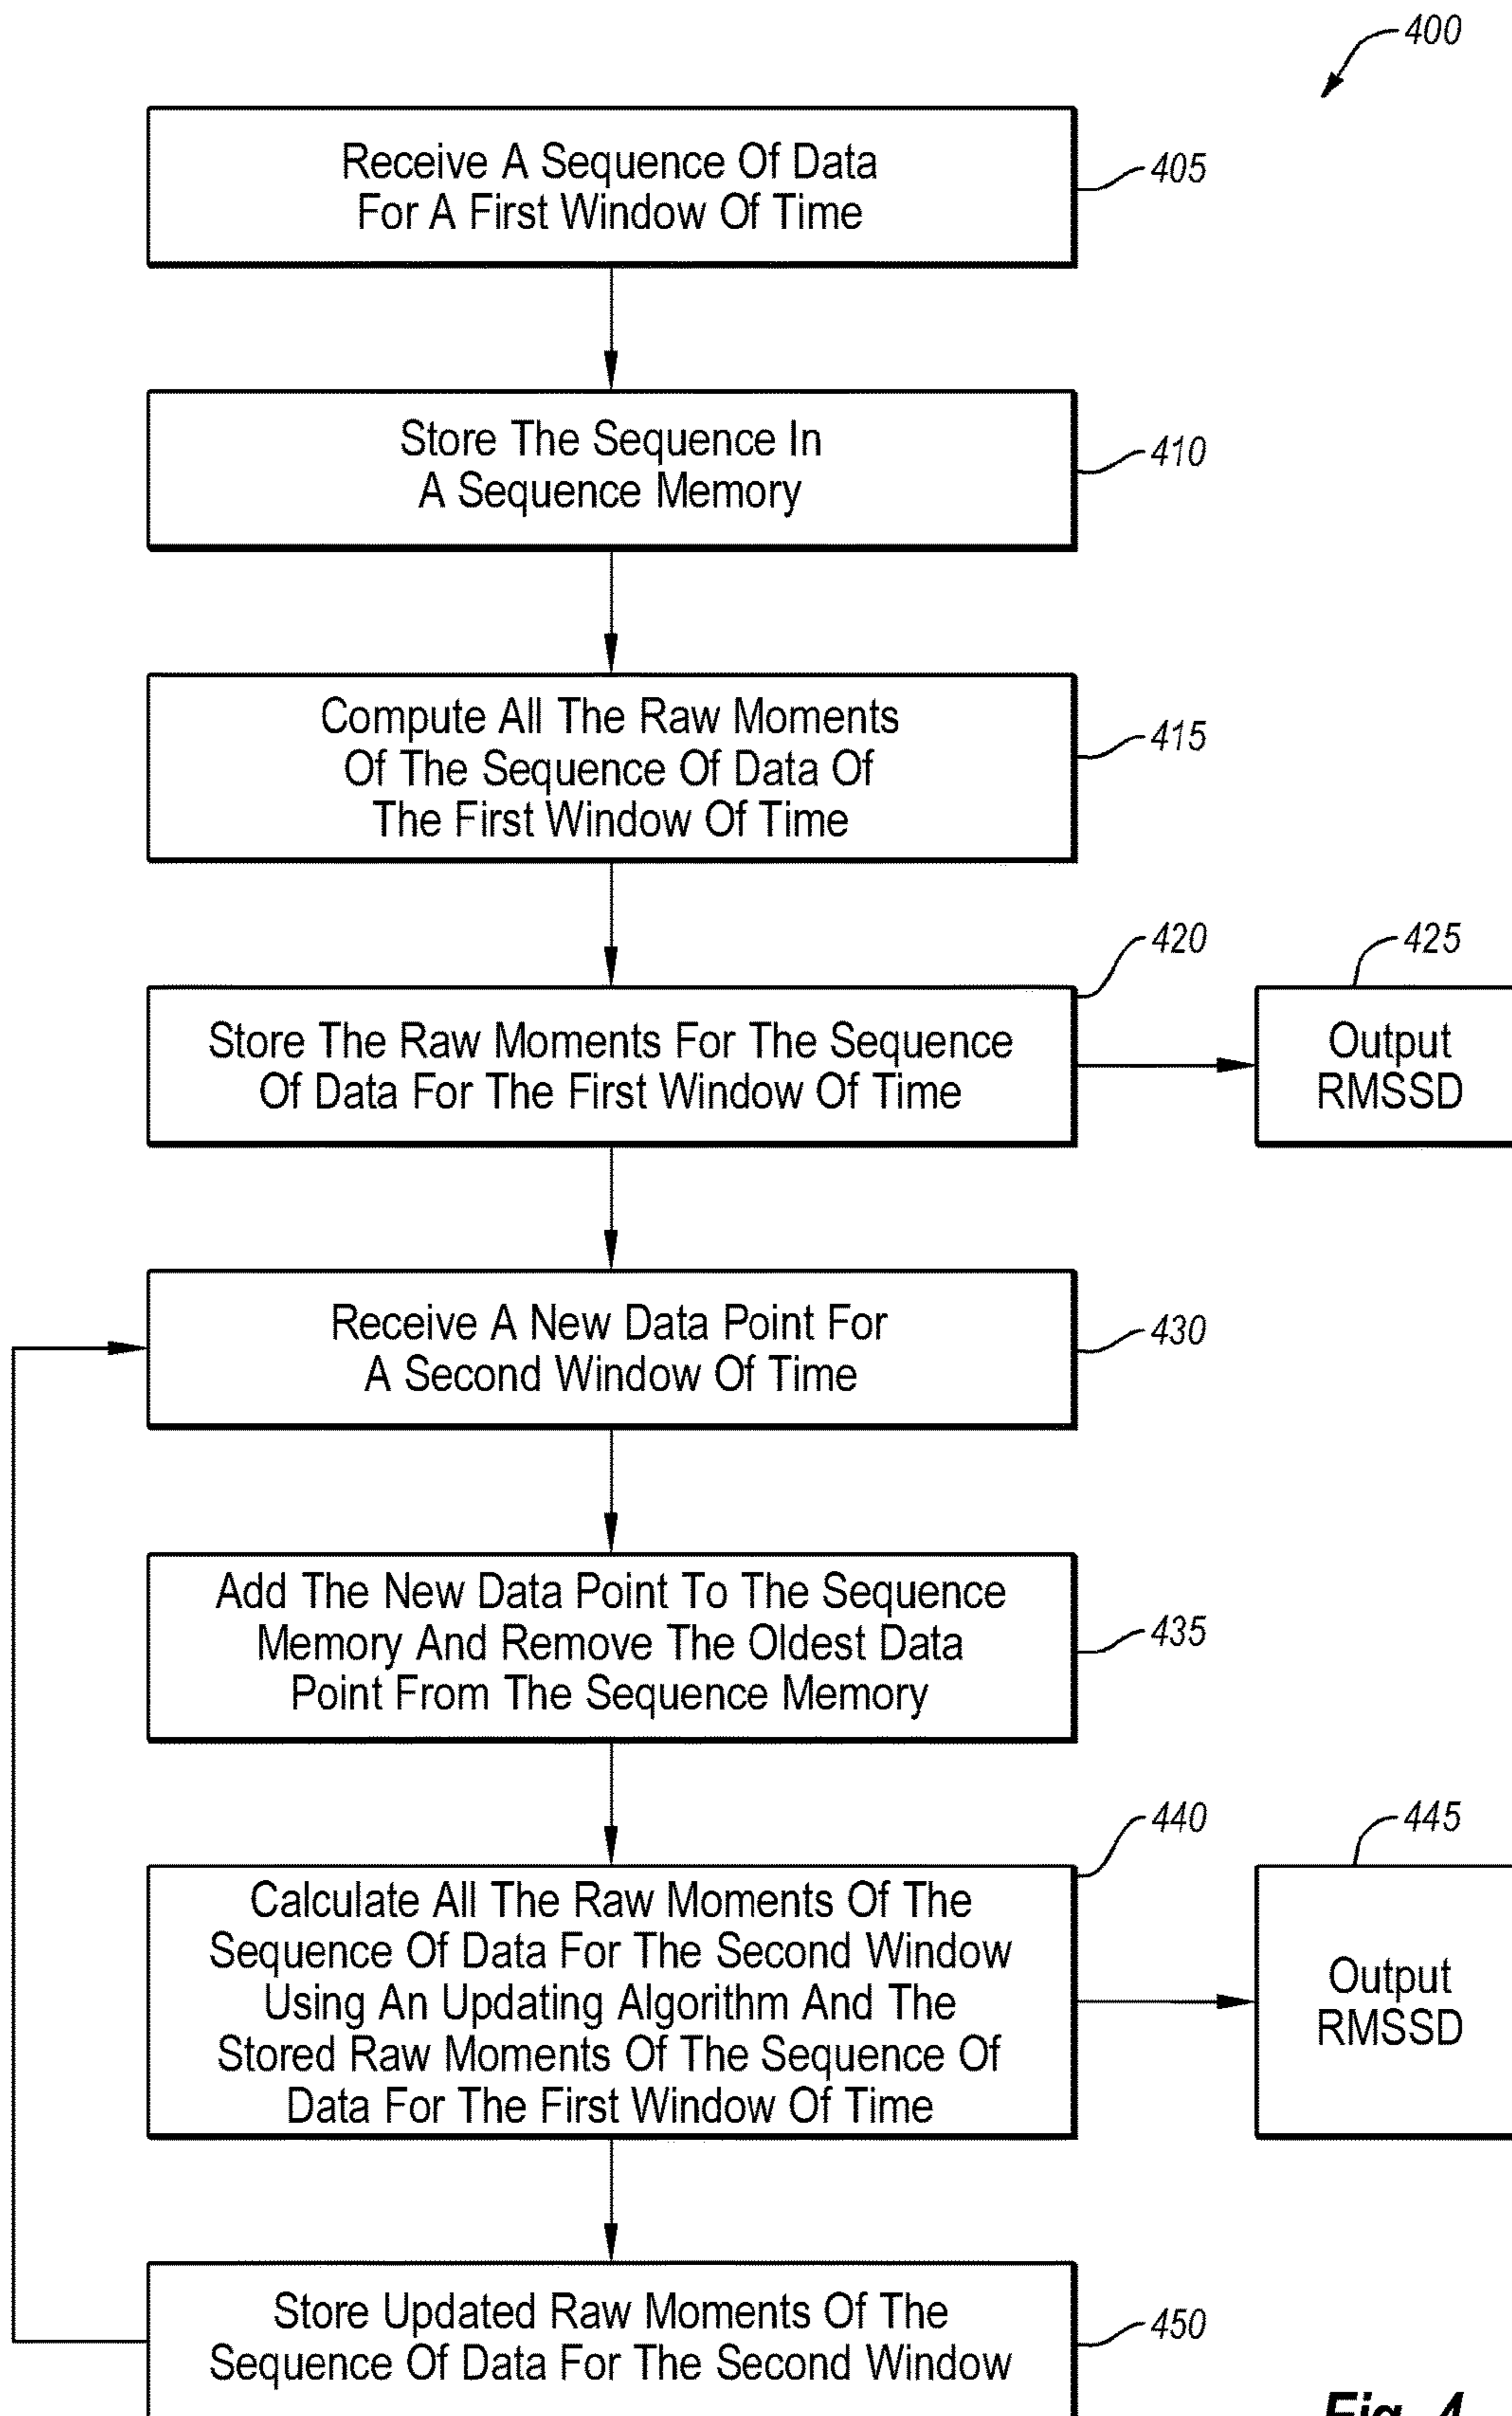 400
Receive A Sequence Of Data
For A First Window Of Time
405
Store The Sequence In
A Sequence Memory
410
Compute All The Raw Moments
Of The Sequence Of Data Of
The First Window Of Time
415
420
425
Store The Raw Moments For The Sequence
Of Data For The First Window Of Time
Output
RMSSD
Receive A New Data Point For
A Second Window Of Time
430
Add The New Data Point To The Sequence
Memory And Remove The Oldest Data
Point From The Sequence Memory
435
440
445
Calculate All The Raw Moments Of The
Sequence Of Data For The Second Window
Using An Updating Algorithm And The
Stored Raw Moments Of The Sequence Of
Data For The First Window Of Time
Output
RMSSD
Store Updated Raw Moments Of The
Sequence Of Data For The Second Window
450
Fig. 4